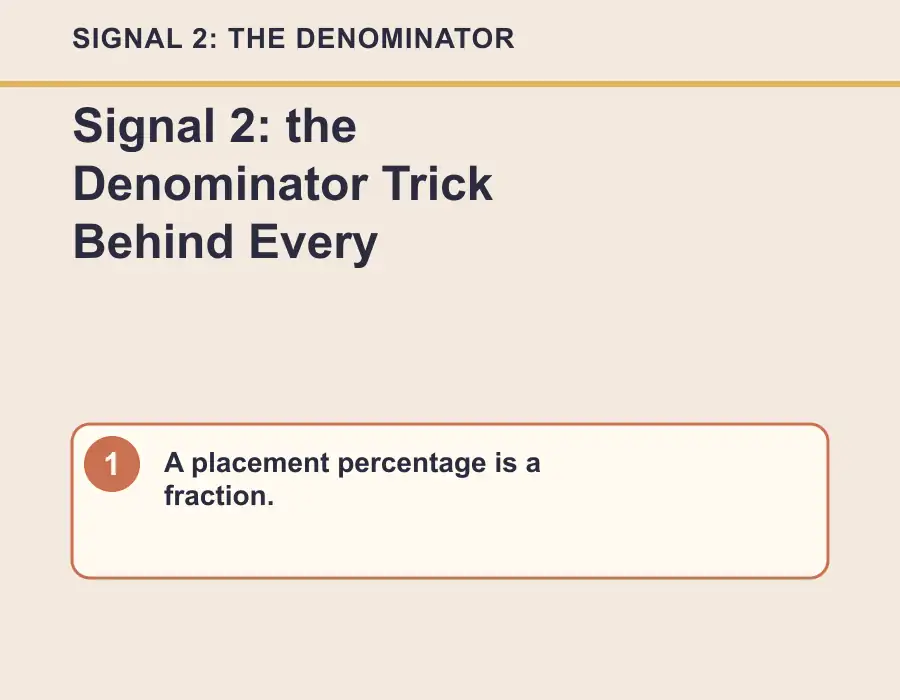 SIGNAL 2: THE DENOMINATOR
Signal 2: the
Denominator Trick
Behind Every
1
A placement percentage is a
fraction.